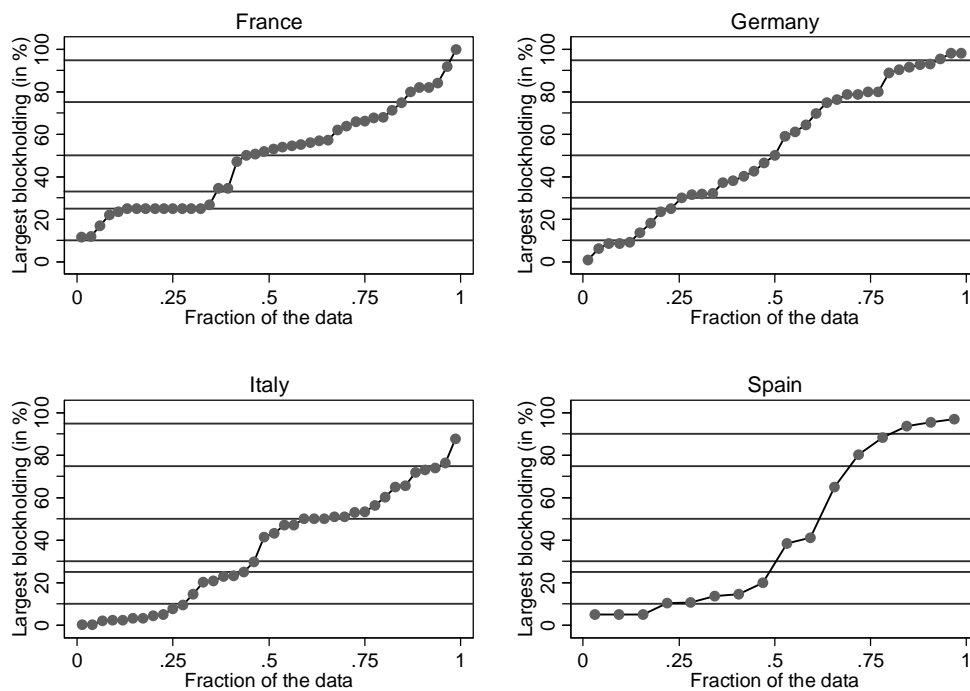 France
Largest blockholding (in %)
0 20 40 60 80 100
0 .25 .5 .75 1
Fraction of the data
Germany
Largest blockholding (in %)
0 20 40 60 80 100
0 .25 .5 .75 1
Fraction of the data
Italy
Largest blockholding (in %)
0 20 40 60 80 100
0 .25 .5 .75 1
Fraction of the data
Spain
Largest blockholding (in %)
0 20 40 60 80 100
0 .25 .5 .75 1
Fraction of the data